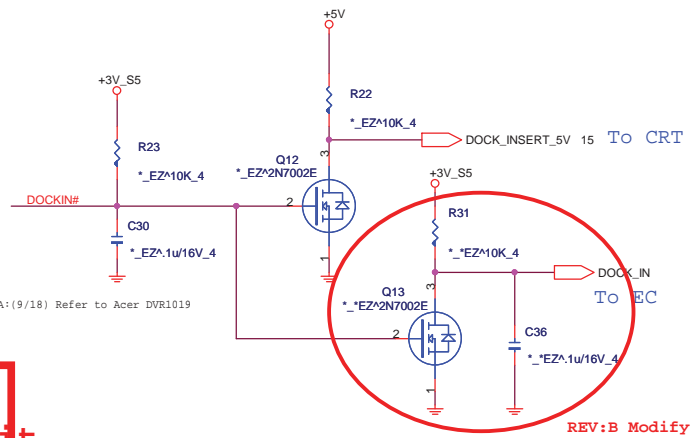 +5V
+3V_S5
R22
*_EZ^10K_4
R23
*_EZ^10K_4
DOCK_INSERT_5V 15 To CRT
3
Q12
*_EZ^2N7002E
+3V_S5
DOCKIN#
2
C30
*_EZ^.1u/16V_4
R31
*_*EZ^10K_4
1
3
DOCK_IN
To EC
Q13
*_*EZ^2N7002E
A:(9/18) Refer to Acer DVR1019
2
C36
*_*EZ^.1u/16V_4
1
REV:B Modify